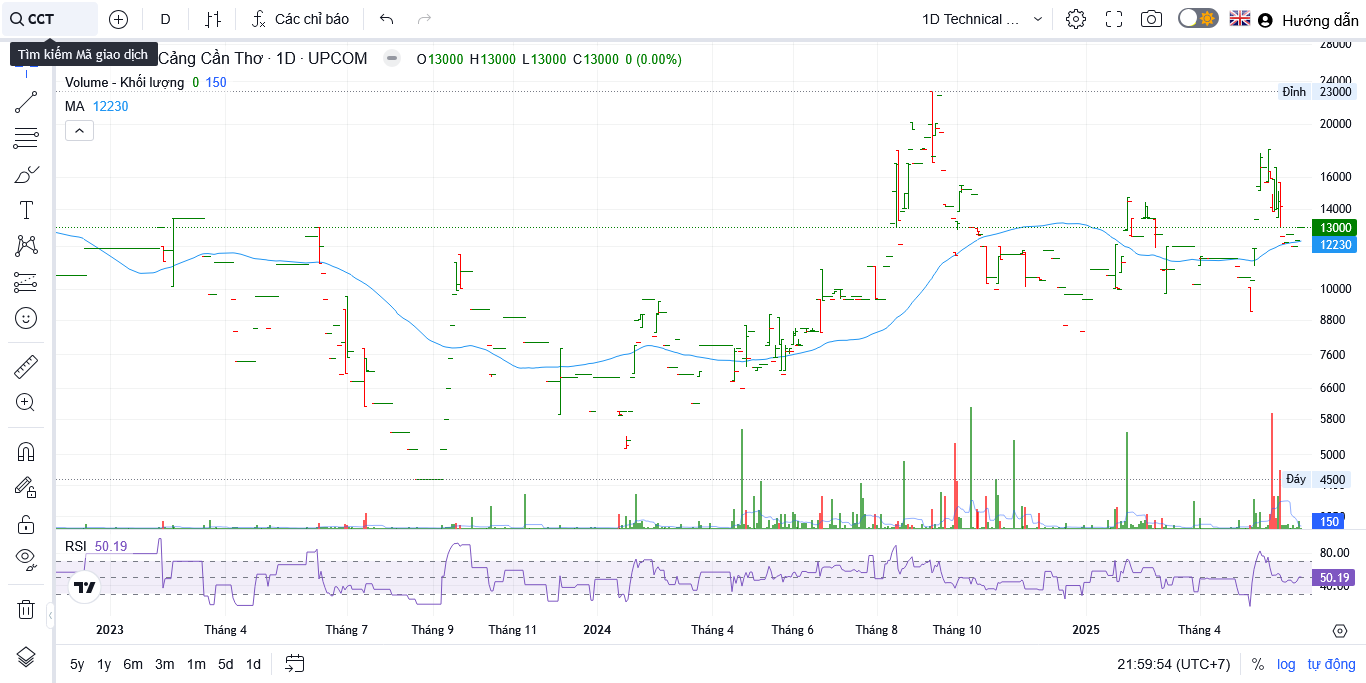 CCT
D
Các chỉ báo
1D Technical ...
Hướng dẫn
Tìm kiếm Mã giao dịch
Cảng Cần Thơ · 1D · UPCOM
O13000 H13000 L13000 C13000 0 (0.00%)
Volume - Khối lượng 0 150
MA 12230
28000
24000
Đỉnh 23000
20000
16000
14000
13000
12230
10000
8800
7600
6600
5800
5000
Đáy 4500
150
RSI 50.19
80.00
50.19
40.00
2023 Tháng 4 Tháng 7 Tháng 9 Tháng 11 2024 Tháng 4 Tháng 6 Tháng 8 Tháng 10 2025 Tháng 4
5y 1y 6m 3m 1m 5d 1d
21:59:54 (UTC+7) % log tự động